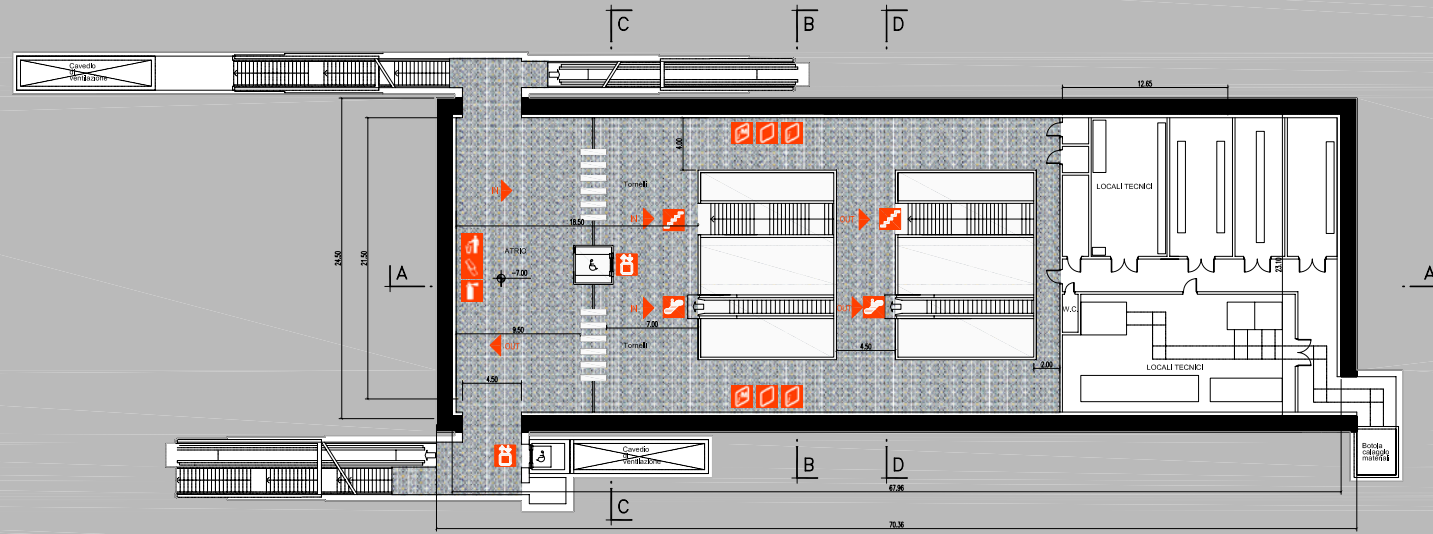 C
B
D
Cavedio
di
ventilazione
12.65
4.00
Tornelli
LOCALI TECNICI
IN
IN
OUT
18.50
24.50
21.50
ATRIO
-7.00
23.10
A
A
IN
OUT
W.C.
9.50
7.00
OUT
Tornelli
4.50
2.00
LOCALI TECNICI
4.50
Cavedio
di
ventilazione
Botola
calaggio
materiali
B
D
67.96
C
70.36